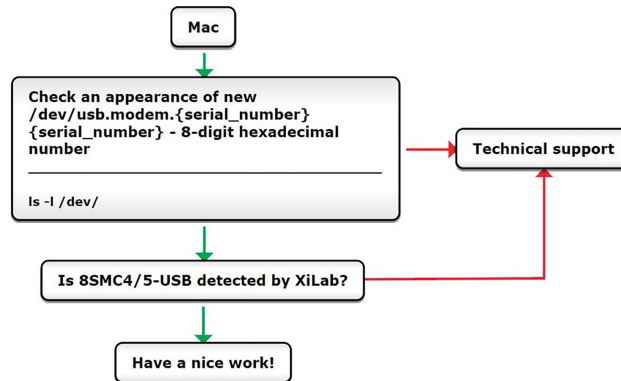 Mac
Check an appearance of new
/dev/usb.modem.{serial_number}
{serial_number} - 8-digit hexadecimal
number
ls -l /dev/
Technical support
Is 8SMC4/5-USB detected by XiLab?
Have a nice work!